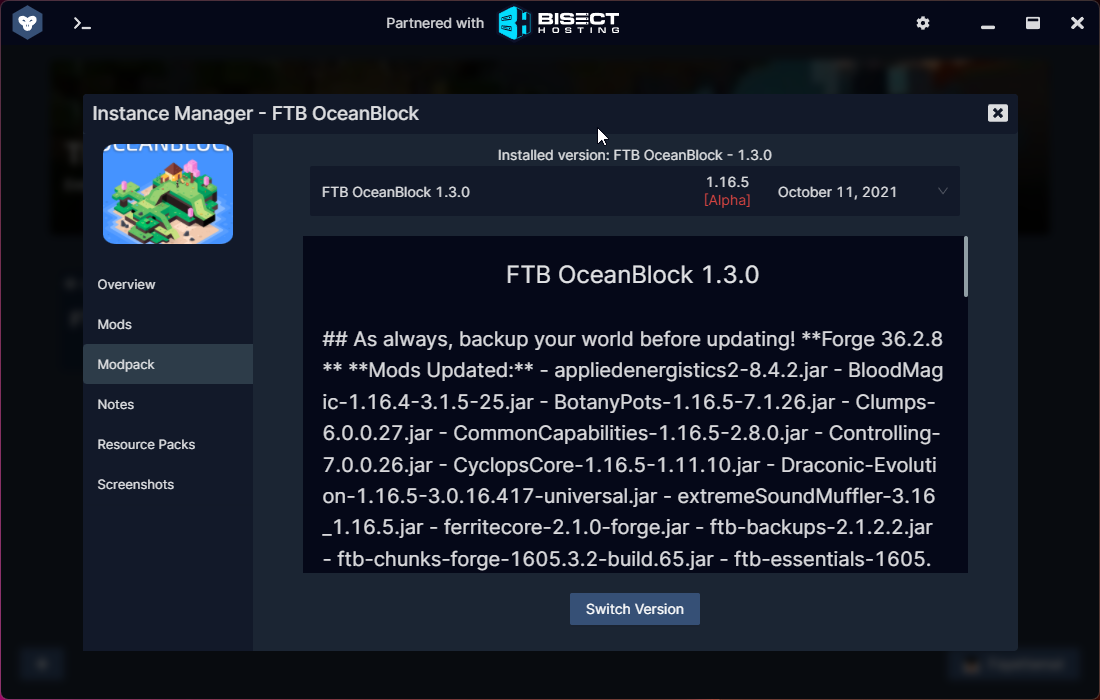 Partnered with BISECT HOSTING
Instance Manager - FTB OceanBlock
OCEANBLOCK
Installed version: FTB OceanBlock - 1.3.0
FTB OceanBlock 1.3.0
1.16.5
[Alpha]
October 11, 2021
Overview
Mods
Modpack
Notes
Resource Packs
Screenshots
FTB OceanBlock 1.3.0
## As always, backup your world before updating! **Forge 36.2.8
** **Mods Updated:** - appliedenergistics2-8.4.2.jar - BloodMag
ic-1.16.4-3.1.5-25.jar - BotanyPots-1.16.5-7.1.26.jar - Clumps-
6.0.0.27.jar - CommonCapabilities-1.16.5-2.8.0.jar - Controlling-
7.0.0.26.jar - CyclopsCore-1.16.5-1.11.10.jar - Draconic-Evoluti
on-1.16.5-3.0.16.417-universal.jar - extremeSoundMuffler-3.16
_1.16.5.jar - ferritecore-2.1.0-forge.jar - ftb-backups-2.1.2.2.jar
- ftb-chunks-forge-1605.3.2-build.65.jar - ftb-essentials-1605.
Switch Version